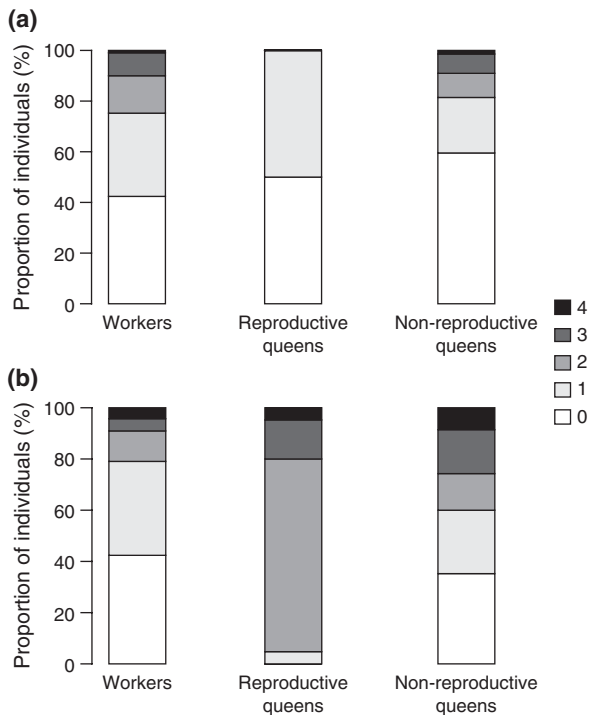 (a)
Proportion of individuals (%)
100
80
60
40
20
0
Workers
Reproductive
queens
Non-reproductive
queens
4
3
2
1
0
(b)
Proportion of individuals (%)
100
80
60
40
20
0
Workers
Reproductive
queens
Non-reproductive
queens